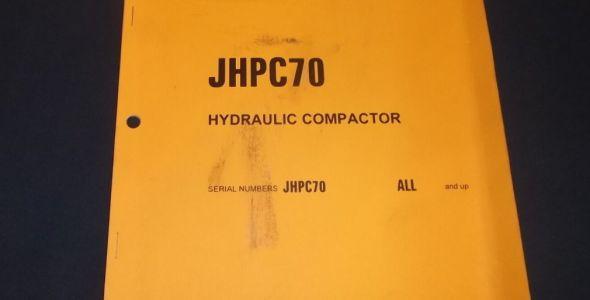 JHPC70
HYDRAULIC COMPACTOR
SERIAL NUMBERS JHPC70 ALL and up